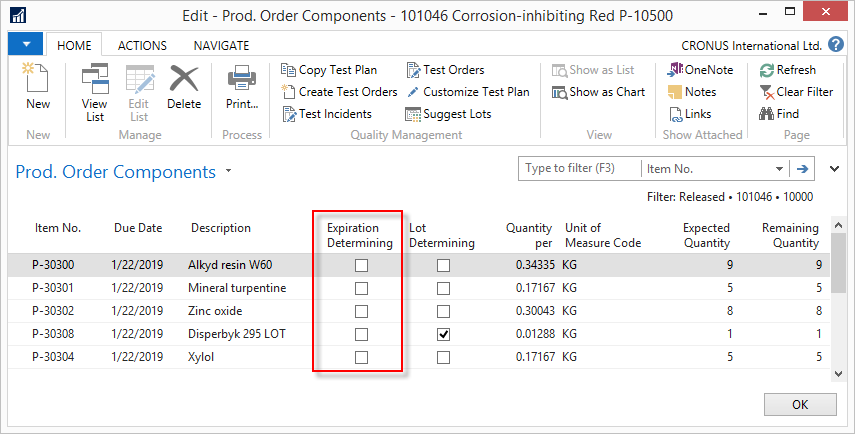 Edit - Prod. Order Components - 101046 Corrosion-inhibiting Red P-10500
HOME ACTIONS NAVIGATE CRONUS International Ltd.
New
New
View List
Edit List
Delete
Manage
Print...
Process
Copy Test Plan
Create Test Orders
Test Incidents
Test Orders
Customize Test Plan
Suggest Lots
Quality Management
Show as List
Show as Chart
View
OneNote
Notes
Links
Show Attached
Refresh
Clear Filter
Find
Page
Prod. Order Components
Type to filter (F3) Item No.
Filter: Released • 101046 • 10000
Item No. Due Date Description Expiration Determining Lot Determining Quantity per Unit of Measure Code Expected Quantity Remaining Quantity
P-30300 1/22/2019 Alkyd resin W60 0.34335 KG 9 9
P-30301 1/22/2019 Mineral turpentine 0.17167 KG 5 5
P-30302 1/22/2019 Zinc oxide 0.30043 KG 8 8
P-30308 1/22/2019 Disperbyk 295 LOT 0.01288 KG 1 1
P-30304 1/22/2019 Xylol 0.17167 KG 5 5
OK